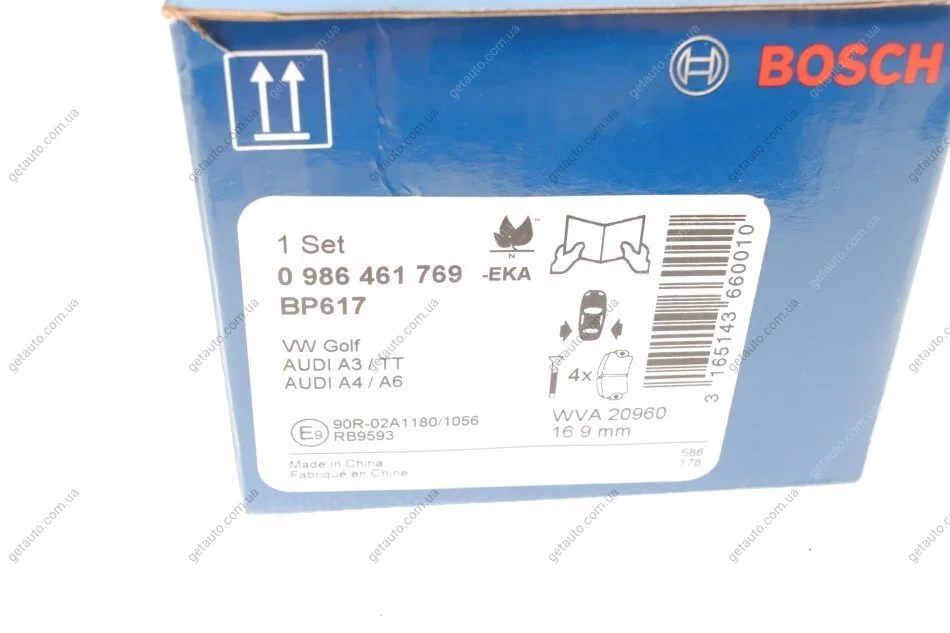 BOSCH
1 Set
0 986 461 769 -EKA
BP617
VW Golf
AUDI A3 / TT
AUDI A4 / A6
E9 90R-02A1180/1056
RB9593
Made in China
Fabriqué en Chine
4x
WVA 20960
16.9 mm
586
178
3 165143 660010
getauto.com.ua